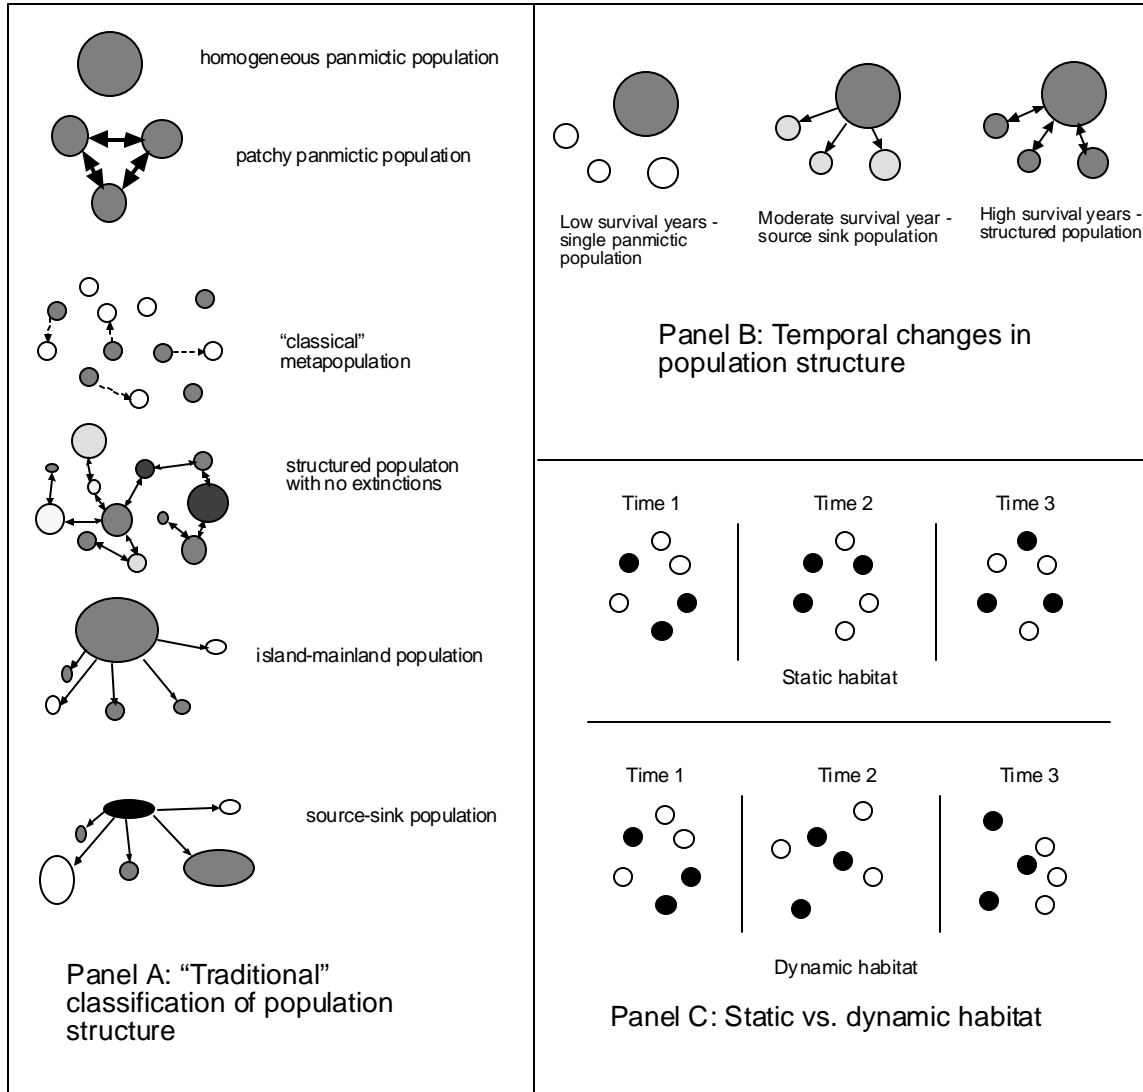 homogeneous panmictic population
patchy panmictic population
“classical”
metapopulation
structured populaton
with no extinctions
island-mainland population
source-sink population
Panel A: “Traditional”
classification of population
structure
Low survival years -
single panmictic
population
Moderate survival year -
source sink population
High survival years -
structured population
Panel B: Temporal changes in
population structure
Time 1
Time 2
Time 3
Static habitat
Time 1
Time 2
Time 3
Dynamic habitat
Panel C: Static vs. dynamic habitat